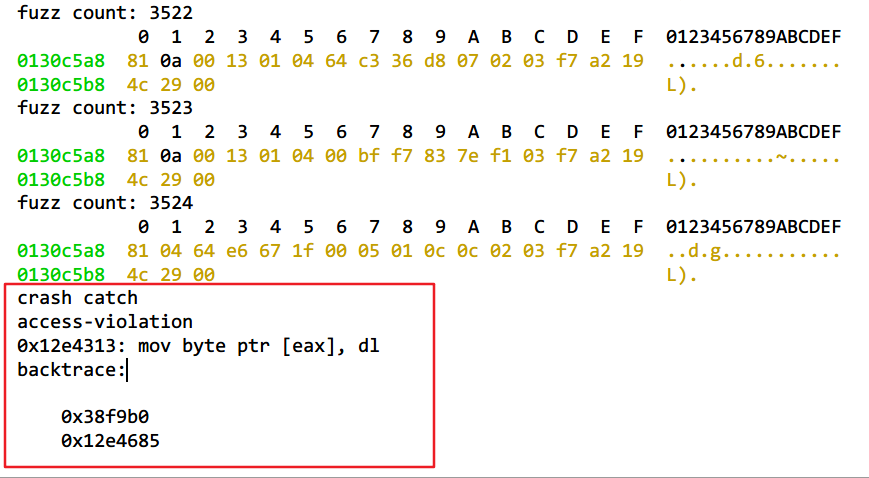 fuzz count: 3522
0 1 2 3 4 5 6 7 8 9 A B C D E F 0123456789ABCDEF
0130c5a8 81 0a 00 13 01 04 64 c3 36 d8 07 02 03 f7 a2 19 ......d.6.......
0130c5b8 4c 29 00 L).
fuzz count: 3523
0 1 2 3 4 5 6 7 8 9 A B C D E F 0123456789ABCDEF
0130c5a8 81 0a 00 13 01 04 00 bf f7 83 7e f1 03 f7 a2 19 ..........~.....
0130c5b8 4c 29 00 L).
fuzz count: 3524
0 1 2 3 4 5 6 7 8 9 A B C D E F 0123456789ABCDEF
0130c5a8 81 04 64 e6 67 1f 00 05 01 0c 0c 02 03 f7 a2 19 ..d.g...........
0130c5b8 4c 29 00 L).
crash catch
access-violation
0x12e4313: mov byte ptr [eax], dl
backtrace:
0x38f9b0
0x12e4685